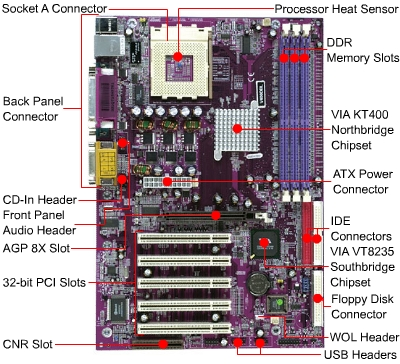 Socket A Connector
Processor Heat Sensor
DDR
Memory Slots
Back Panel
Connector
VIA KT400
Northbridge
Chipset
ATX Power
Connector
CD-In Header
Front Panel
Audio Header
AGP 8X Slot
IDE
Connectors
VIA VT8235
Southbridge
Chipset
32-bit PCI Slots
Floppy Disk
Connector
WOL Header
CNR Slot
USB Headers